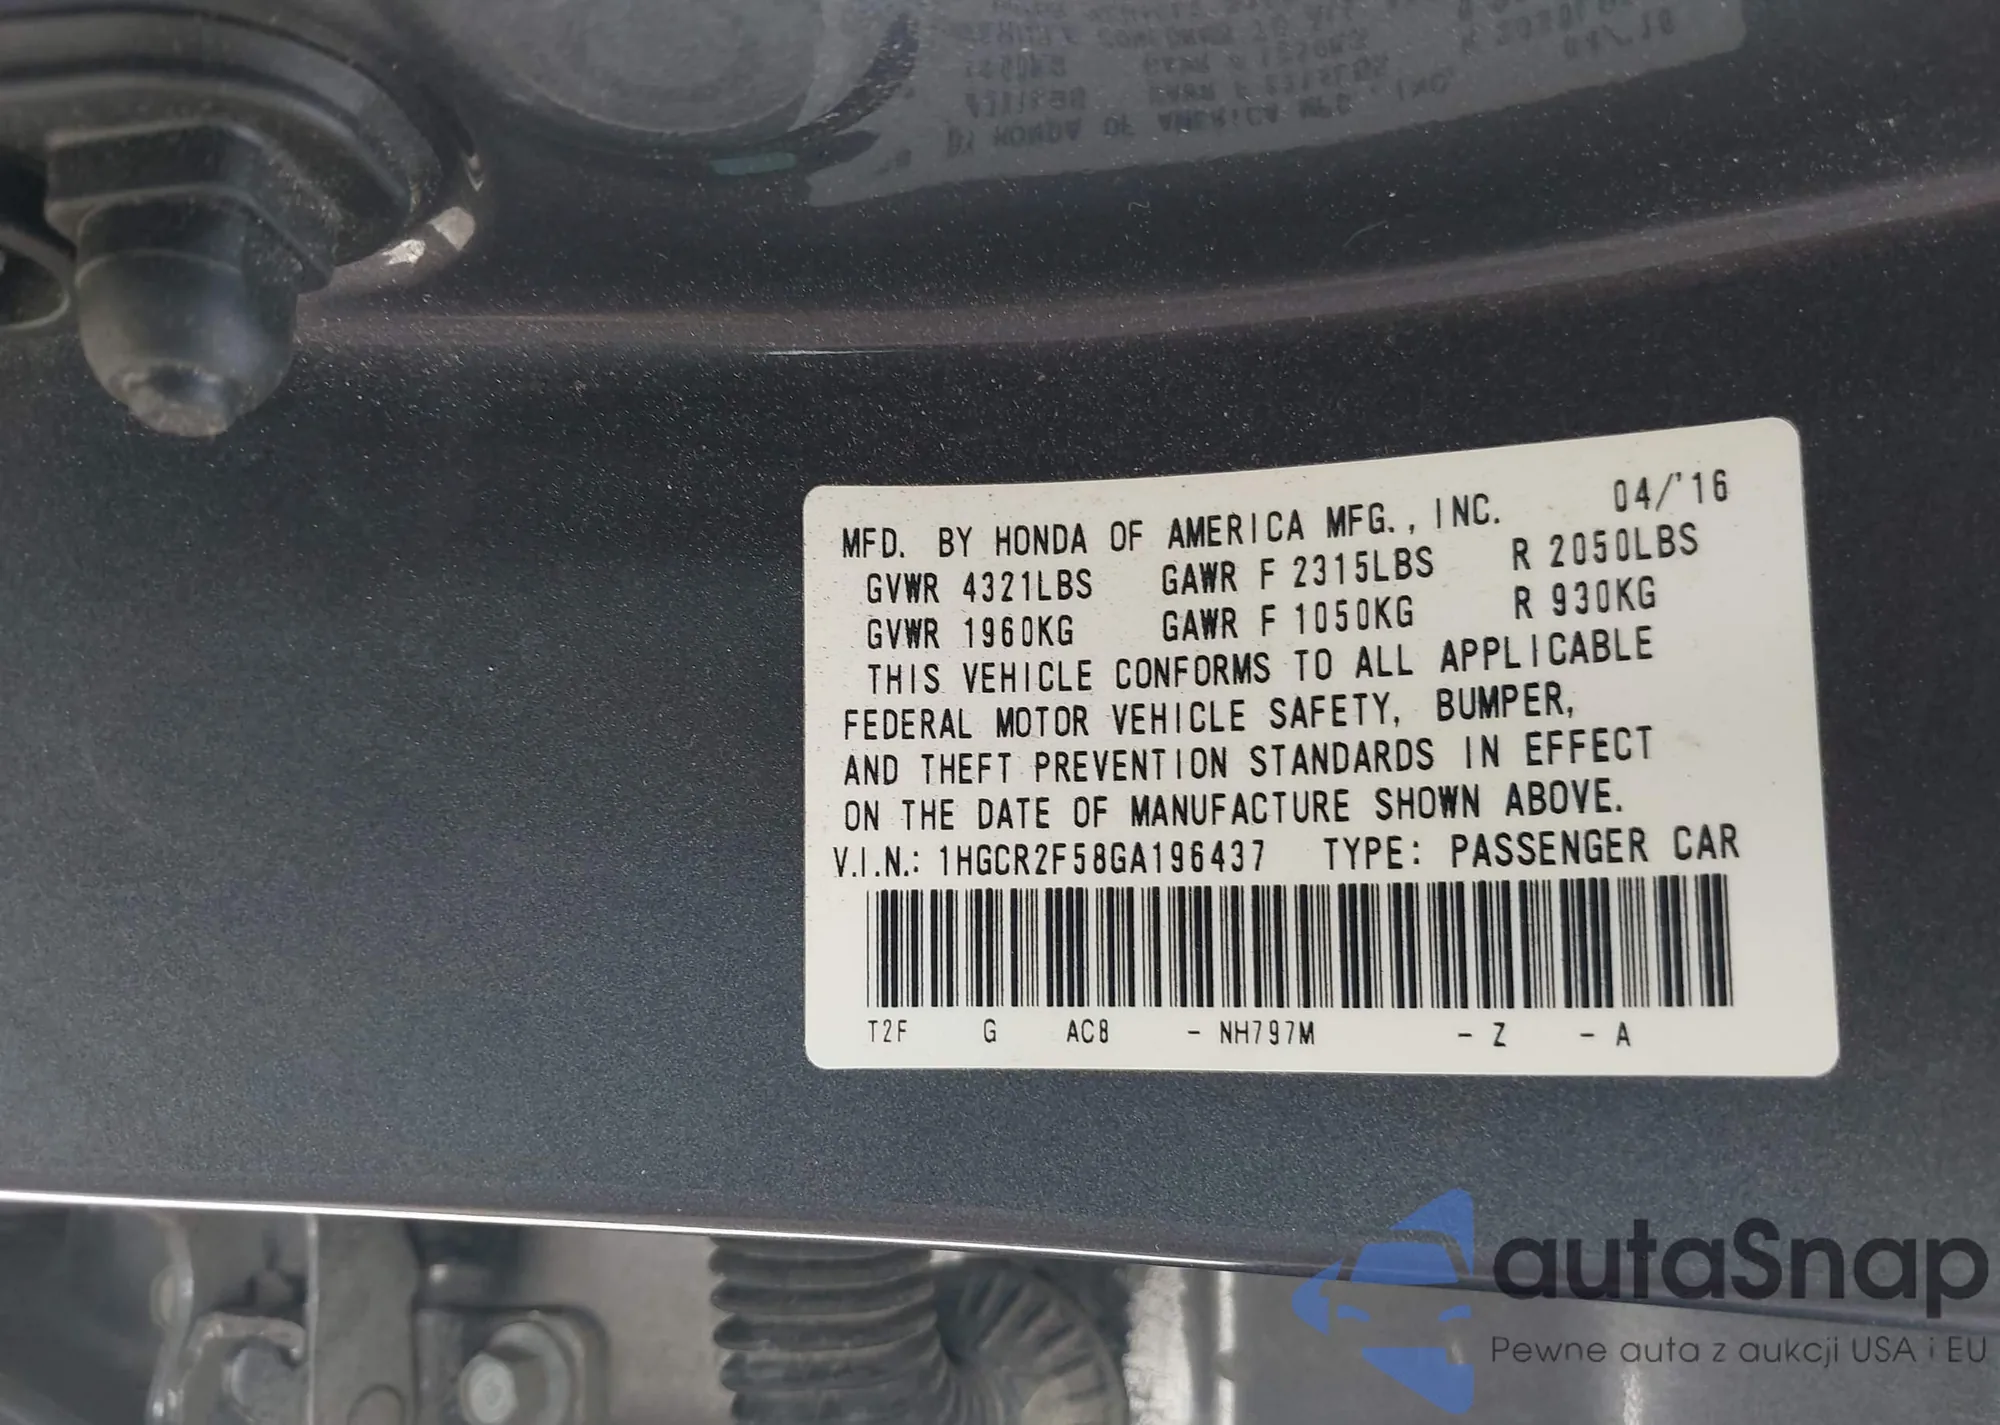 MFD. BY HONDA OF AMERICA MFG., INC. 04/'16
GVWR 4321LBS GAWR F 2315LBS R 2050LBS
GVWR 1960KG GAWR F 1050KG R 930KG
THIS VEHICLE CONFORMS TO ALL APPLICABLE
FEDERAL MOTOR VEHICLE SAFETY, BUMPER,
AND THEFT PREVENTION STANDARDS IN EFFECT
ON THE DATE OF MANUFACTURE SHOWN ABOVE.
V.I.N.: 1HGCR2F58GA196437 TYPE: PASSENGER CAR
T2F G AC8 - NH797M - Z - A
autaSnap
Pewne auta z aukcji USA i EU